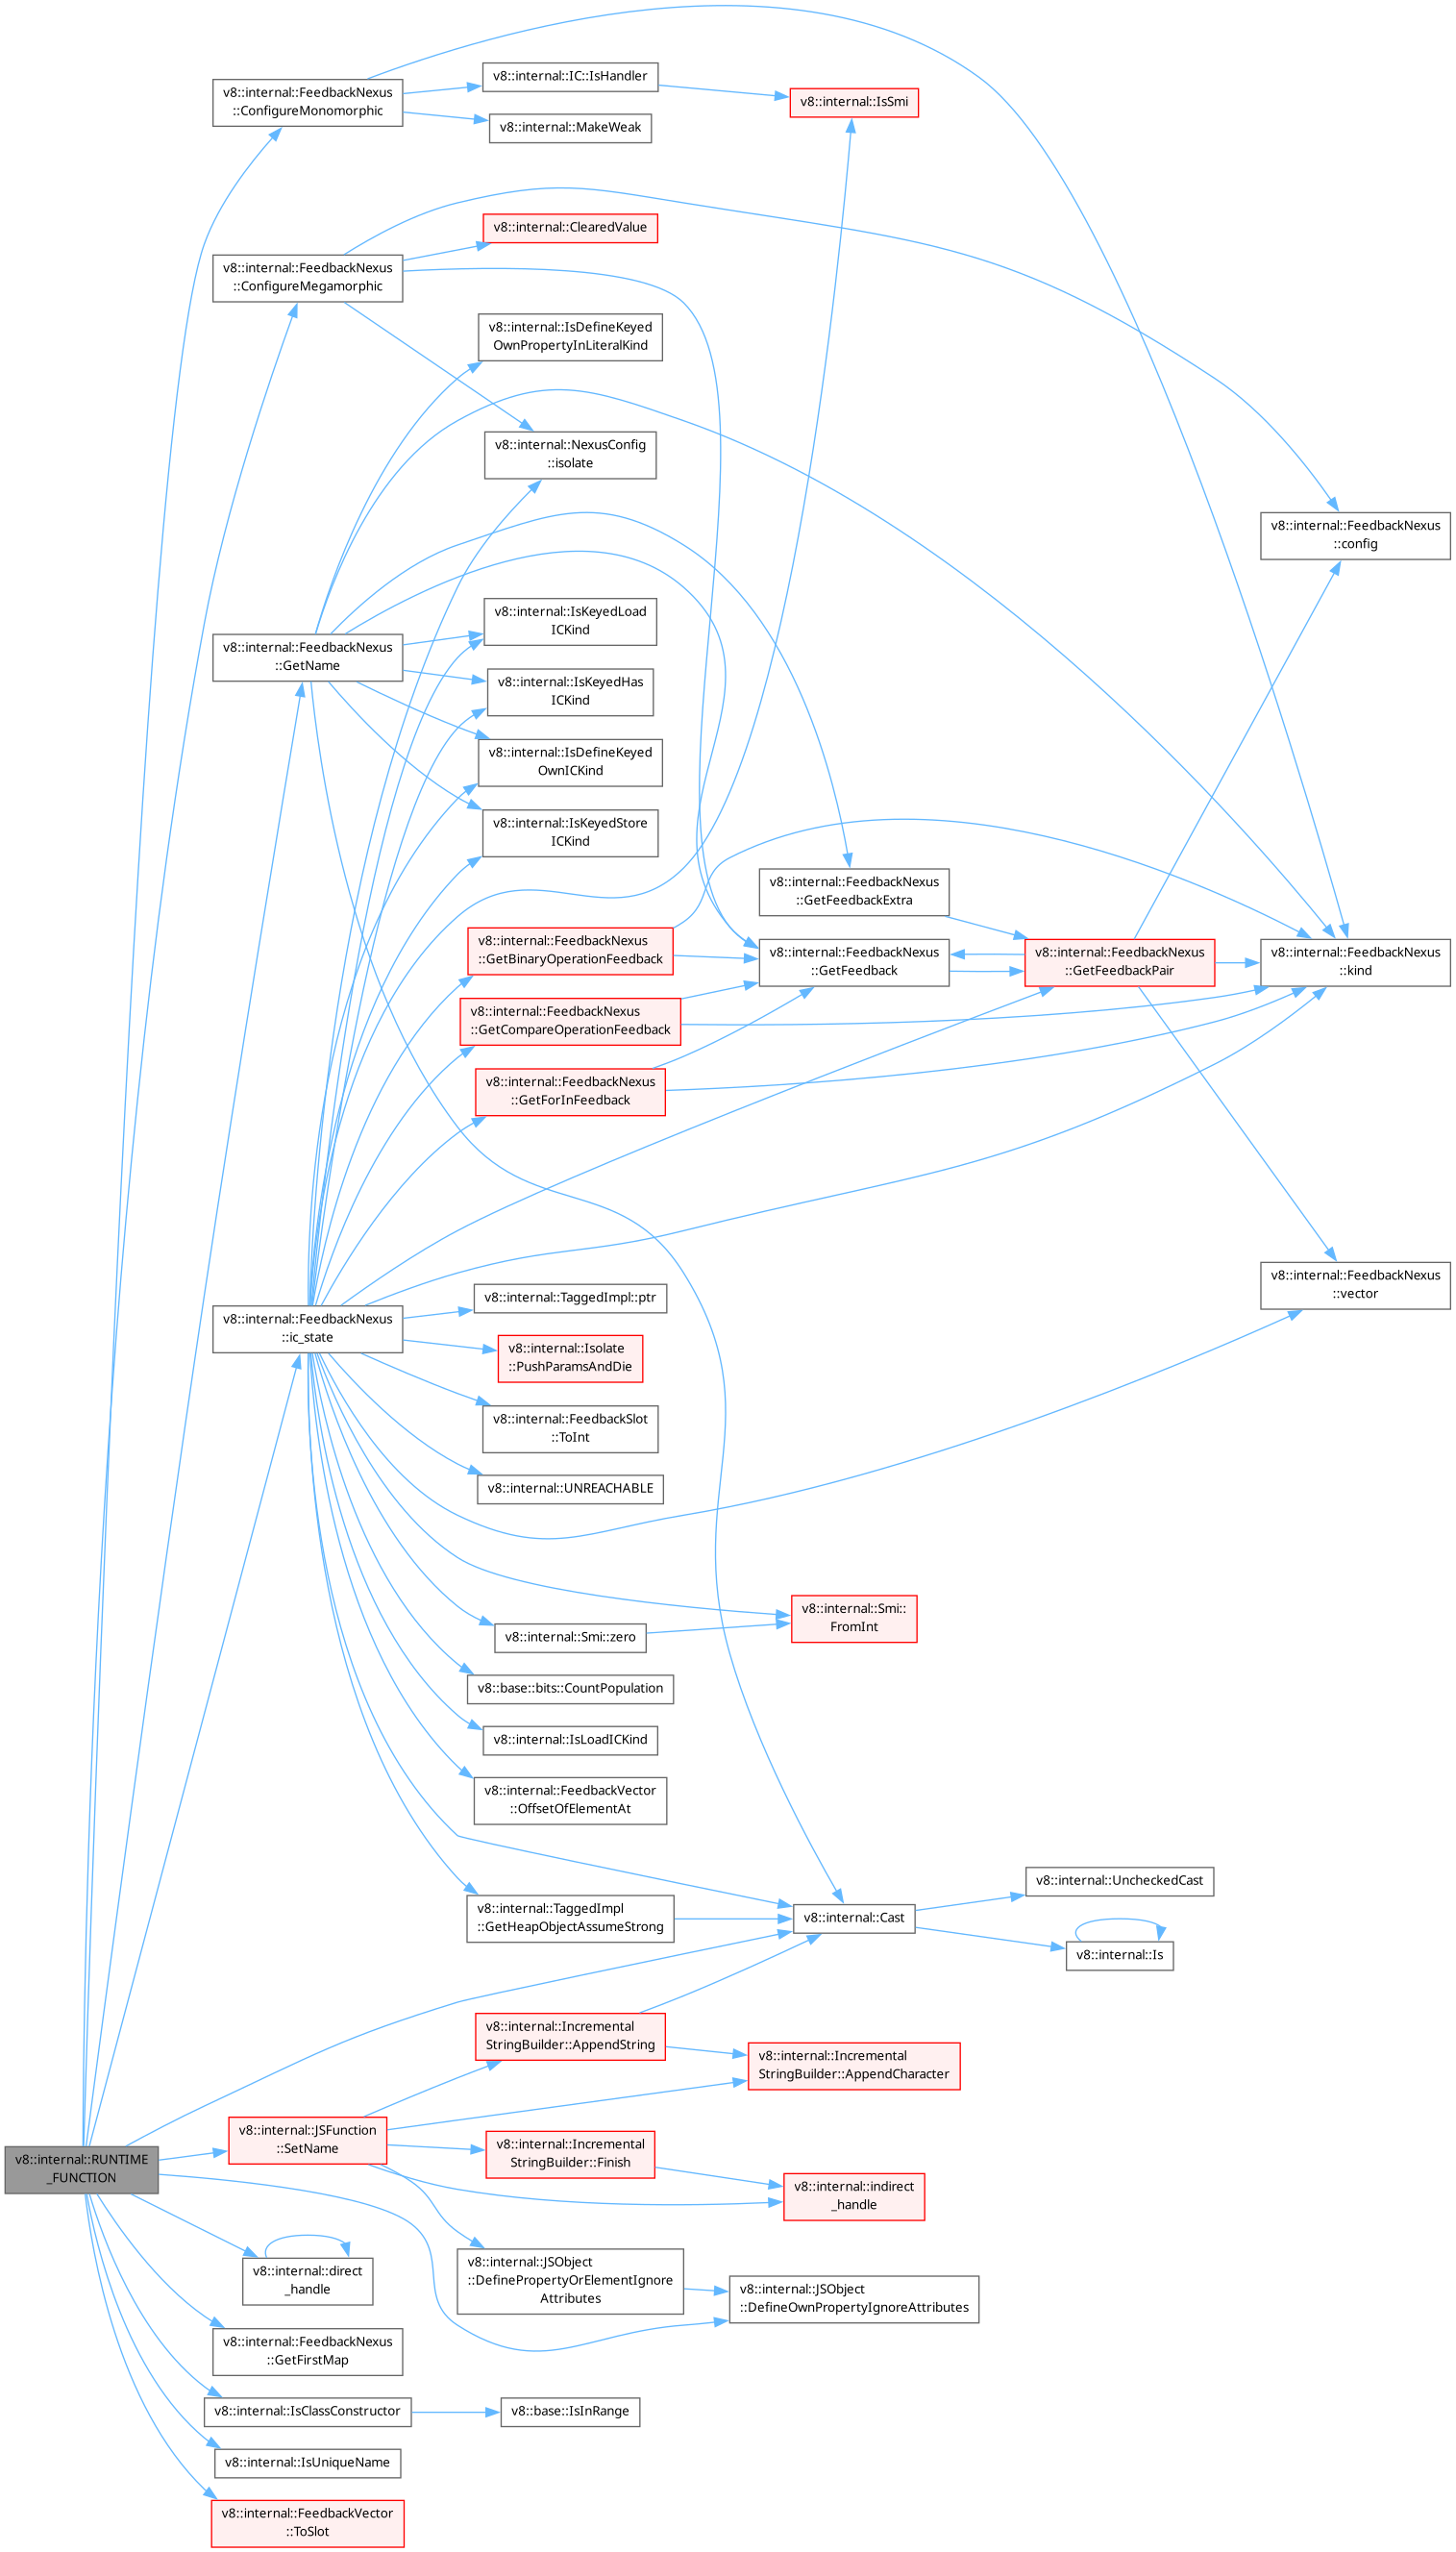 v8::internal::FeedbackNexus
::ConfigureMonomorphic
v8::internal::IC::IsHandler
v8::internal::IsSmi
v8::internal::MakeWeak
v8::internal::ClearedValue
v8::internal::FeedbackNexus
::ConfigureMegamorphic
v8::internal::IsDefineKeyed
OwnPropertyInLiteralKind
v8::internal::NexusConfig
::isolate
v8::internal::FeedbackNexus
::config
v8::internal::IsKeyedLoad
ICKind
v8::internal::FeedbackNexus
::GetName
v8::internal::IsKeyedHas
ICKind
v8::internal::IsDefineKeyed
OwnICKind
v8::internal::IsKeyedStore
ICKind
v8::internal::FeedbackNexus
::GetFeedbackExtra
v8::internal::FeedbackNexus
::GetBinaryOperationFeedback
v8::internal::FeedbackNexus
::GetFeedback
v8::internal::FeedbackNexus
::GetFeedbackPair
v8::internal::FeedbackNexus
::kind
v8::internal::FeedbackNexus
::GetCompareOperationFeedback
v8::internal::FeedbackNexus
::GetForInFeedback
v8::internal::FeedbackNexus
::vector
v8::internal::TaggedImpl::ptr
v8::internal::FeedbackNexus
::ic_state
v8::internal::Isolate
::PushParamsAndDie
v8::internal::FeedbackSlot
::ToInt
v8::internal::UNREACHABLE
v8::internal::Smi::
FromInt
v8::internal::Smi::zero
v8::base::bits::CountPopulation
v8::internal::IsLoadICKind
v8::internal::FeedbackVector
::OffsetOfElementAt
v8::internal::UncheckedCast
v8::internal::TaggedImpl
::GetHeapObjectAssumeStrong
v8::internal::Cast
v8::internal::Is
v8::internal::Incremental
StringBuilder::AppendString
v8::internal::Incremental
StringBuilder::AppendCharacter
v8::internal::JSFunction
::SetName
v8::internal::RUNTIME
_FUNCTION
v8::internal::Incremental
StringBuilder::Finish
v8::internal::indirect
_handle
v8::internal::direct
_handle
v8::internal::JSObject
::DefinePropertyOrElementIgnore
Attributes
v8::internal::JSObject
::DefineOwnPropertyIgnoreAttributes
v8::internal::FeedbackNexus
::GetFirstMap
v8::internal::IsClassConstructor
v8::base::IsInRange
v8::internal::IsUniqueName
v8::internal::FeedbackVector
::ToSlot